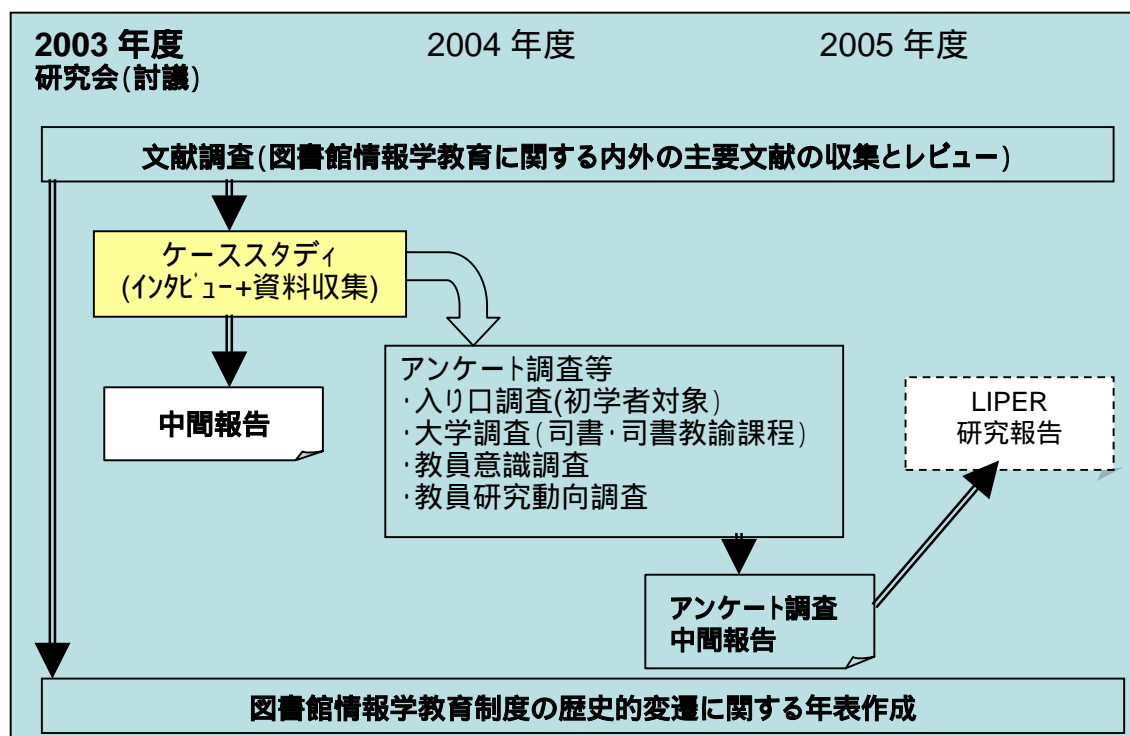 2003 年度 2004 年度 2005 年度
研究会(討議)
文献調査(図書館情報学教育に関する内外の主要文献の収集とレビュー)
ケーススタディ
(インタビュー+資料収集)
中間報告
アンケート調査等
・入り口調査(初学者対象)
・大学調査(司書・司書教諭課程)
・教員意識調査
・教員研究動向調査
LIPER
研究報告
アンケート調査
中間報告
図書館情報学教育制度の歴史的変遷に関する年表作成